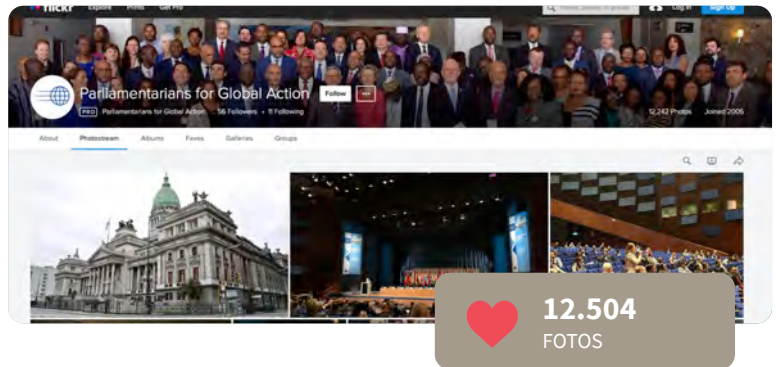 flickr Explore Prints Get Pro Log In Sign Up
Parliamentarians for Global Action Follow
PRO Parliamentarians for Global Action 56 Followers • 11 Following 12,242 Photos Joined 2005
About Photostream Albums Faves Galleries Groups
12.504
FOTOS